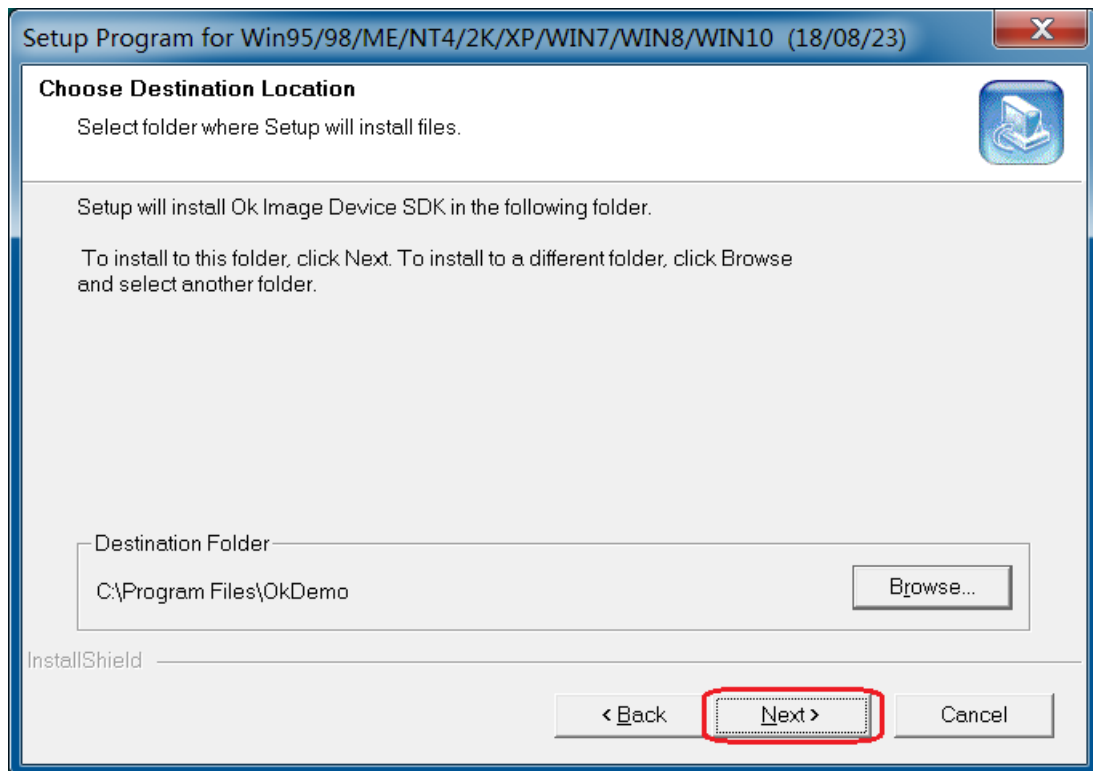 Setup Program for Win95/98/ME/NT4/2K/XP/WIN7/WIN8/WIN10 (18/08/23)
X
Choose Destination Location
Select folder where Setup will install files.
Setup will install Ok Image Device SDK in the following folder.
To install to this folder, click Next. To install to a different folder, click Browse
and select another folder.
Destination Folder
C:\Program Files\OkDemo
Browse...
InstallShield
< Back
Next >
Cancel